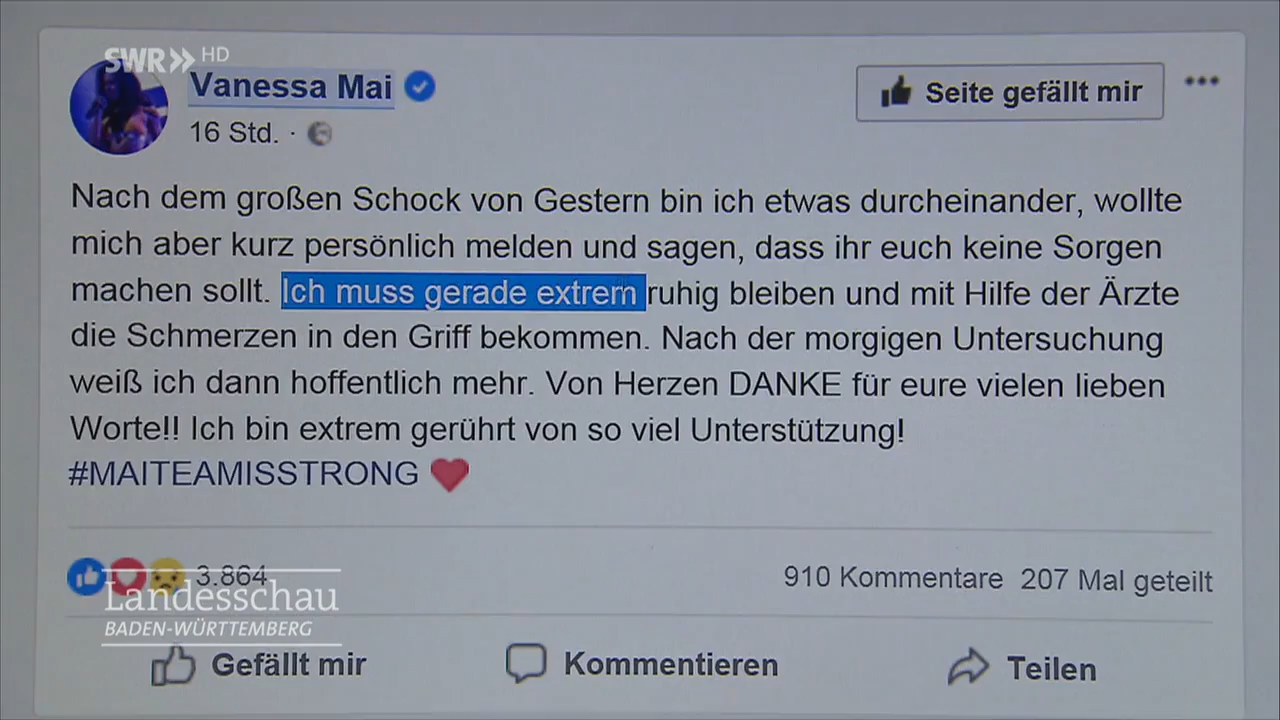 SWR HD
Vanessa Mai
Seite gefällt mir
16 Std.
Nach dem großen Schock von Gestern bin ich etwas durcheinander, wollte
mich aber kurz persönlich melden und sagen, dass ihr euch keine Sorgen
machen sollt. Ich muss gerade extrem ruhig bleiben und mit Hilfe der Ärzte
die Schmerzen in den Griff bekommen. Nach der morgigen Untersuchung
weiß ich dann hoffentlich mehr. Von Herzen DANKE für eure vielen lieben
Worte!! Ich bin extrem gerührt von so viel Unterstützung!
#MAITEAMISSTRONG
3.864
910 Kommentare 207 Mal geteilt
Landesschau
BADEN-WÜRTTEMBERG
Gefällt mir
Kommentieren
Teilen